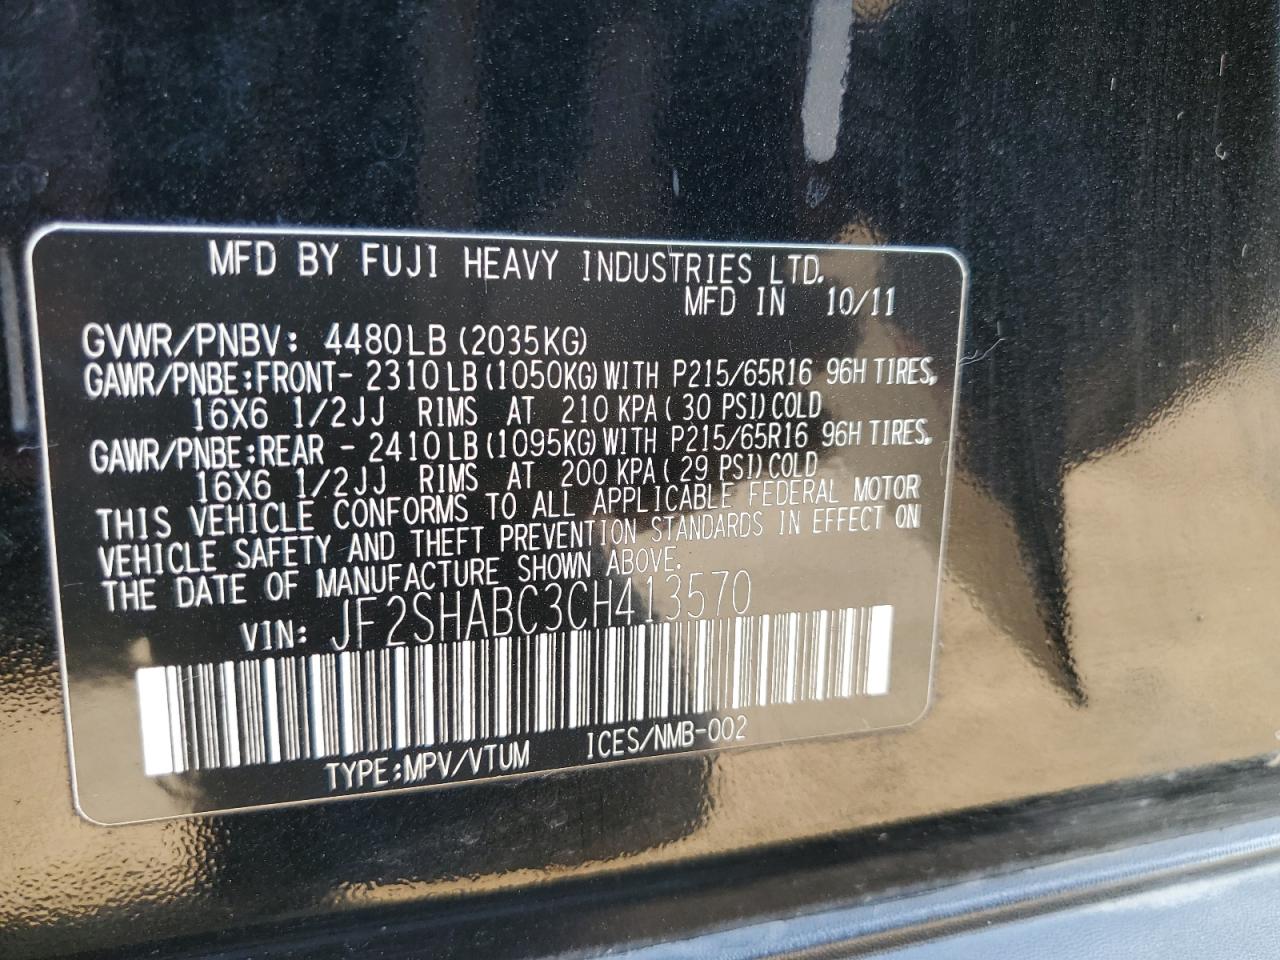 MFD BY FUJI HEAVY INDUSTRIES LTD.
MFD IN 10/11
GVWR/PNBV: 4480LB (2035KG)
GAWR/PNBE:FRONT- 2310LB(1050KG)WITH P215/65R16 96H TIRES,
16X6 1/2JJ RIMS AT 210 KPA( 30 PSI)COLD
GAWR/PNBE:REAR - 2410LB(1095KG)WITH P215/65R16 96H TIRES,
16X6 1/2JJ RIMS AT 200 KPA( 29 PSI)COLD
THIS VEHICLE CONFORMS TO ALL APPLICABLE FEDERAL MOTOR
VEHICLE SAFETY AND THEFT PREVENTION STANDARDS IN EFFECT ON
THE DATE OF MANUFACTURE SHOWN ABOVE.
VIN: JF2SHABC3CH413570
TYPE:MPV/VTUM ICES/NMB-002